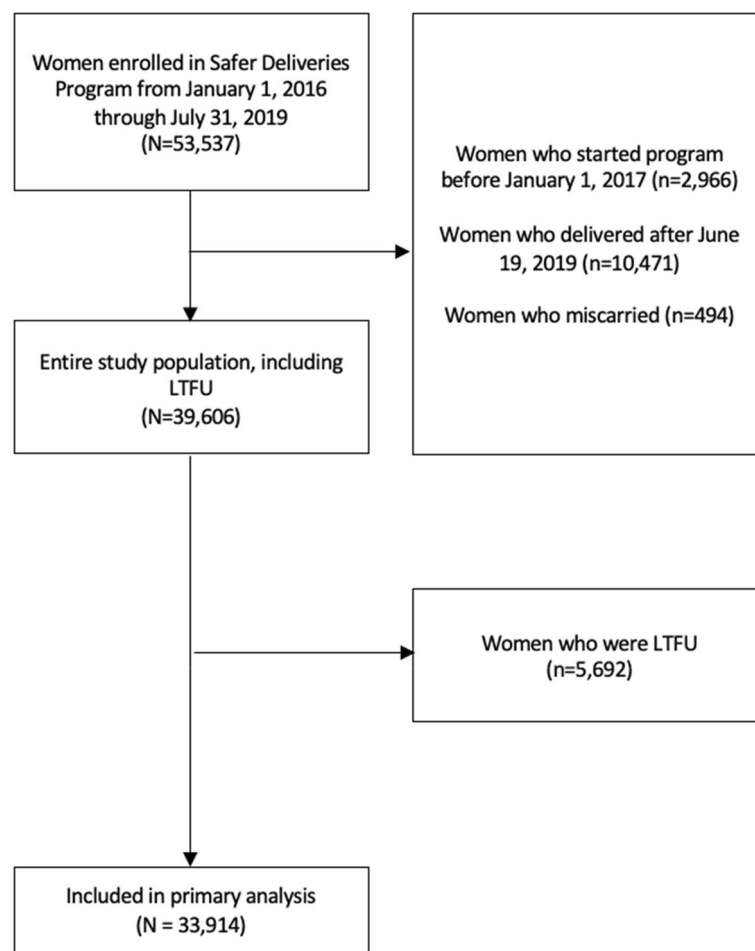 Women enrolled in Safer Deliveries
Program from January 1, 2016
through July 31, 2019
(N=53,537)
Women who started program
before January 1, 2017 (n=2,966)
Women who delivered after June
19, 2019 (n=10,471)
Women who miscarried (n=494)
Entire study population, including
LTFU
(N=39,606)
Women who were LTFU
(n=5,692)
Included in primary analysis
(N = 33,914)